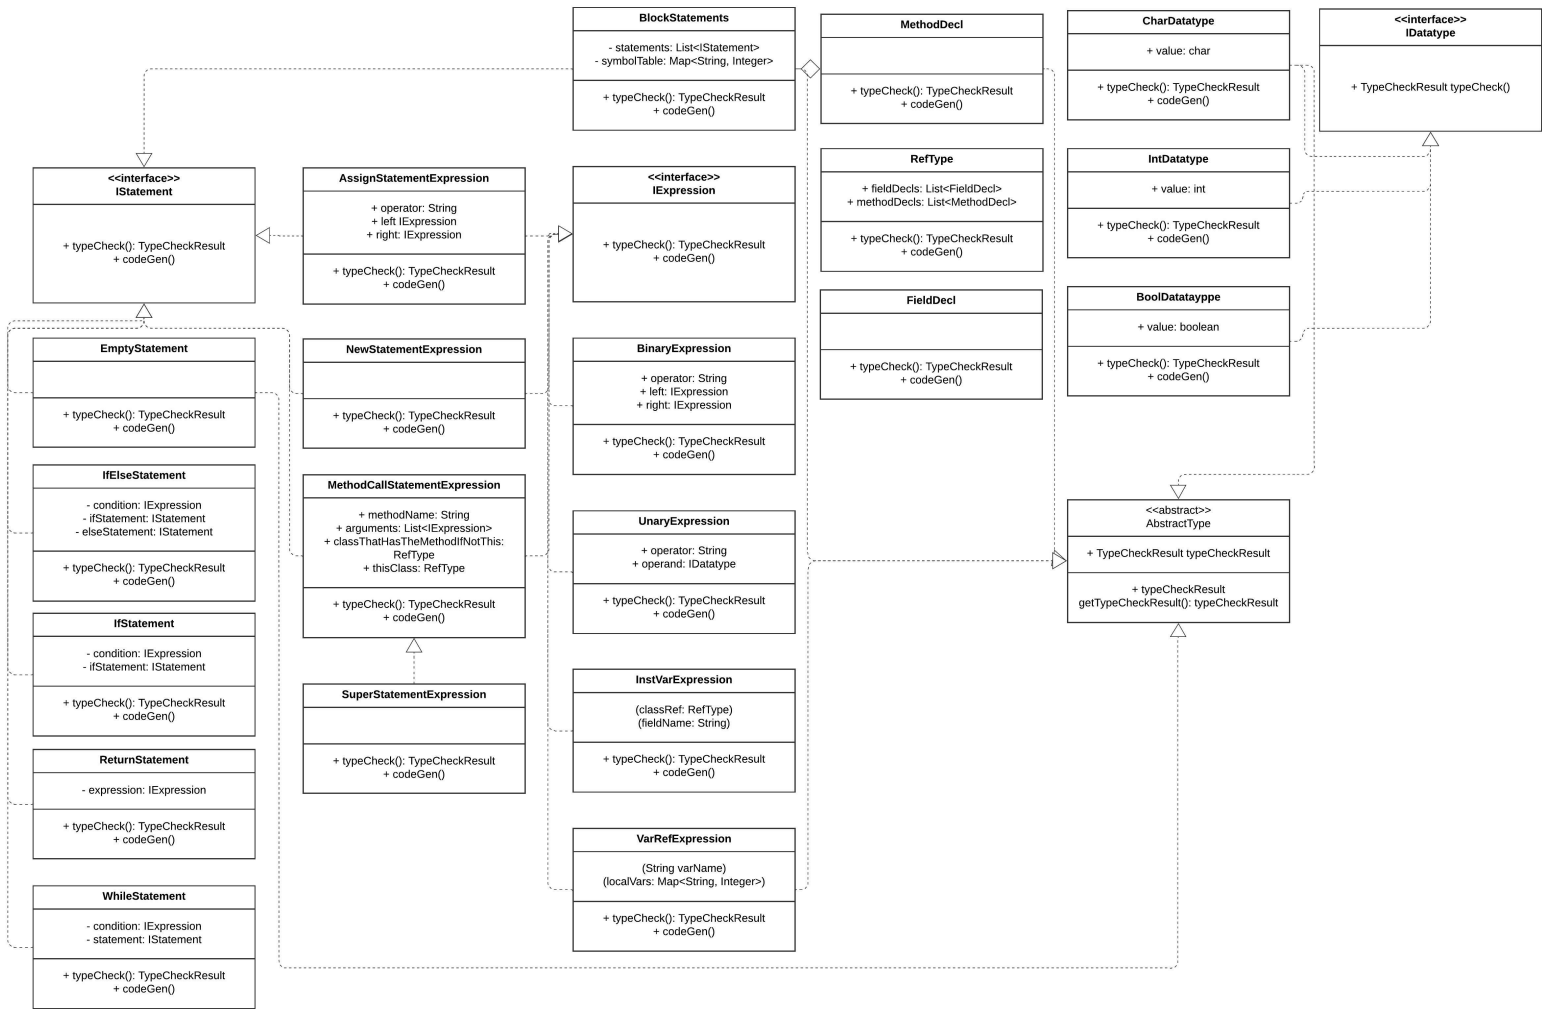 BlockStatements
- statements: List<IStatement>
- symbolTable: Map<String, Integer>
+ typeCheck(): TypeCheckResult
+ codeGen()
MethodDecl
+ typeCheck(): TypeCheckResult
+ codeGen()
CharDatatype
+ value: char
+ typeCheck(): TypeCheckResult
+ codeGen()
<<interface>>
IDatatype
+ TypeCheckResult typeCheck()
<<interface>>
IStatement
+ typeCheck(): TypeCheckResult
+ codeGen()
AssignStatementExpression
+ operator: String
+ left IExpression
+ right: IExpression
+ typeCheck(): TypeCheckResult
+ codeGen()
<<interface>>
IExpression
+ typeCheck(): TypeCheckResult
+ codeGen()
RefType
+ fieldDecls: List<FieldDecl>
+ methodDecls: List<MethodDecl>
+ typeCheck(): TypeCheckResult
+ codeGen()
IntDatatype
+ value: int
+ typeCheck(): TypeCheckResult
+ codeGen()
FieldDecl
+ typeCheck(): TypeCheckResult
+ codeGen()
BoolDatatayppe
+ value: boolean
+ typeCheck(): TypeCheckResult
+ codeGen()
EmptyStatement
+ typeCheck(): TypeCheckResult
+ codeGen()
NewStatementExpression
+ typeCheck(): TypeCheckResult
+ codeGen()
BinaryExpression
+ operator: String
+ left: IExpression
+ right: IExpression
+ typeCheck(): TypeCheckResult
+ codeGen()
IfElseStatement
- condition: IExpression
- ifStatement: IStatement
- elseStatement: IStatement
+ typeCheck(): TypeCheckResult
+ codeGen()
MethodCallStatementExpression
+ methodName: String
+ arguments: List<IExpression>
+ classThatHasTheMethodIfNotThis:
RefType
+ thisClass: RefType
+ typeCheck(): TypeCheckResult
+ codeGen()
UnaryExpression
+ operator: String
+ operand: IDatatype
+ typeCheck(): TypeCheckResult
+ codeGen()
<<abstract>>
AbstractType
+ TypeCheckResult typeCheckResult
+ typeCheckResult
getTypeCheckResult(): typeCheckResult
IfStatement
- condition: IExpression
- ifStatement: IStatement
+ typeCheck(): TypeCheckResult
+ codeGen()
SuperStatementExpression
+ typeCheck(): TypeCheckResult
+ codeGen()
InstVarExpression
(classRef: RefType)
(fieldName: String)
+ typeCheck(): TypeCheckResult
+ codeGen()
ReturnStatement
- expression: IExpression
+ typeCheck(): TypeCheckResult
+ codeGen()
VarRefExpression
(String varName)
(localVars: Map<String, Integer>)
+ typeCheck(): TypeCheckResult
+ codeGen()
WhileStatement
- condition: IExpression
- statement: IStatement
+ typeCheck(): TypeCheckResult
+ codeGen()